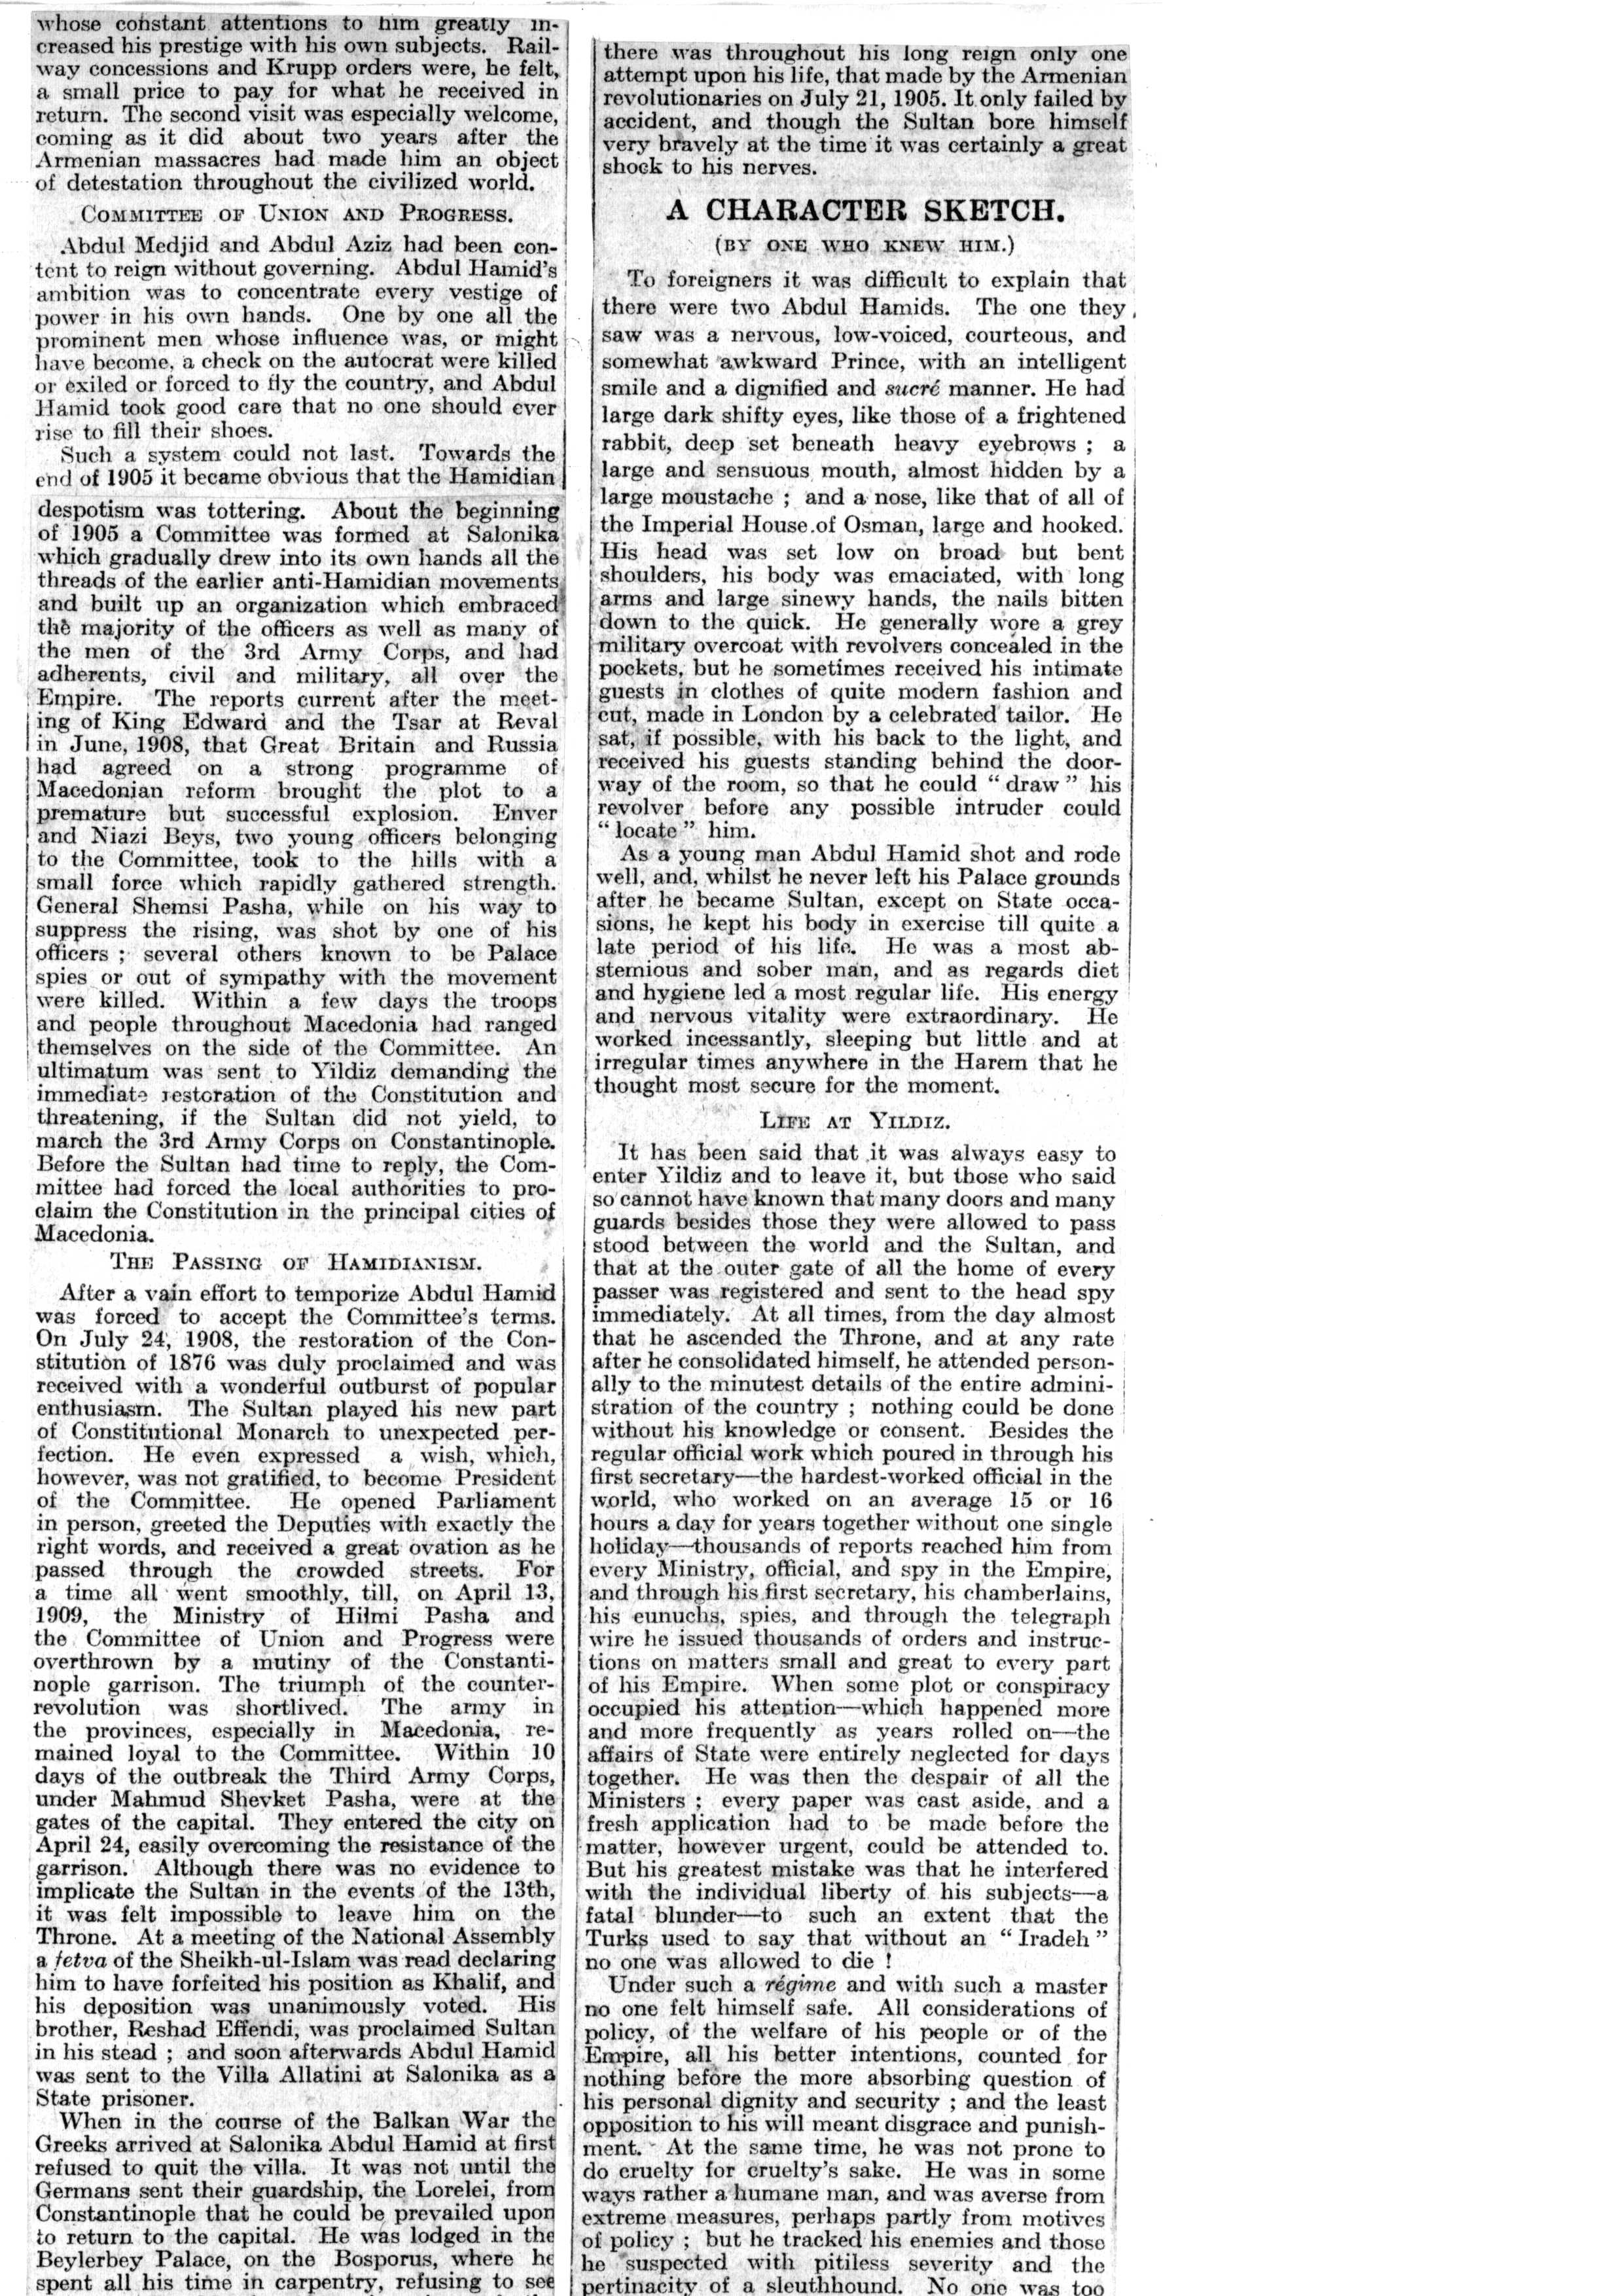 whose constant attentions to him greatly in-
creased his prestige with his own subjects. Rail-
way concessions and Krupp orders were, he felt,
a small price to pay for what he received in
return. The second visit was especially welcome,
coming as it did about two years after the
Armenian massacres had made him an object
of detestation throughout the civilized world.
COMMITTEE OF UNION AND PROGRESS.
Abdul Medjid and Abdul Aziz had been con-
tent to reign without governing. Abdul Hamid's
ambition was to concentrate every vestige of
power in his own hands. One by one all the
prominent men whose influence was, or might
have become, a check on the autocrat were killed
or exiled or forced to fly the country, and Abdul
Hamid took good care that no one should ever
rise to fill their shoes.
Such a system could not last. Towards the
end of 1905 it became obvious that the Hamidian
despotism was tottering. About the beginning
of 1905 a Committee was formed at Salonika
which gradually drew into its own hands all the
threads of the earlier anti-Hamidian movements
and built up an organization which embraced
the majority of the officers as well as many of
the men of the 3rd Army Corps, and had
adherents, civil and military, all over the
Empire. The reports current after the meet-
ing of King Edward and the Tsar at Reval
in June, 1908, that Great Britain and Russia
had agreed on a strong programme of
Macedonian reform brought the plot to a
premature but successful explosion. Enver
and Niazi Beys, two young officers belonging
to the Committee, took to the hills with a
small force which rapidly gathered strength.
General Shemsi Pasha, while on his way to
suppress the rising, was shot by one of his
officers ; several others known to be Palace
spies or out of sympathy with the movement
were killed. Within a few days the troops
and people throughout Macedonia had ranged
themselves on the side of the Committee. An
ultimatum was sent to Yildiz demanding the
immediate restoration of the Constitution and
threatening, if the Sultan did not yield, to
march the 3rd Army Corps on Constantinople.
Before the Sultan had time to reply, the Com-
mittee had forced the local authorities to pro-
claim the Constitution in the principal cities of
Macedonia.
THE PASSING OF HAMIDIANISM.
After a vain effort to temporize Abdul Hamid
was forced to accept the Committee's terms.
On July 24, 1908, the restoration of the Con-
stitution of 1876 was duly proclaimed and was
received with a wonderful outburst of popular
enthusiasm. The Sultan played his new part
of Constitutional Monarch to unexpected per-
fection. He even expressed a wish, which,
however, was not gratified, to become President
of the Committee. He opened Parliament
in person, greeted the Deputies with exactly the
right words, and received a great ovation as he
passed through the crowded streets. For
a time all went smoothly, till, on April 13,
1909, the Ministry of Hilmi Pasha and
the Committee of Union and Progress were
overthrown by a mutiny of the Constanti-
nople garrison. The triumph of the counter-
revolution was shortlived. The army in
the provinces, especially in Macedonia, re-
mained loyal to the Committee. Within 10
days of the outbreak the Third Army Corps,
under Mahmud Shevket Pasha, were at the
gates of the capital. They entered the city on
April 24, easily overcoming the resistance of the
garrison. Although there was no evidence to
implicate the Sultan in the events of the 13th,
it was felt impossible to leave him on the
Throne. At a meeting of the National Assembly
a fetva of the Sheikh-ul-Islam was read declaring
him to have forfeited his position as Khalif, and
his deposition was unanimously voted. His
brother, Reshad Effendi, was proclaimed Sultan
in his stead ; and soon afterwards Abdul Hamid
was sent to the Villa Allatini at Salonika as a
State prisoner.
When in the course of the Balkan War the
Greeks arrived at Salonika Abdul Hamid at first
refused to quit the villa. It was not until the
Germans sent their guardship, the Lorelei, from
Constantinople that he could be prevailed upon
to return to the capital. He was lodged in the
Beylerbey Palace, on the Bosporus, where he
spent all his time in carpentry, refusing to see
there was throughout his long reign only one
attempt upon his life, that made by the Armenian
revolutionaries on July 21, 1905. It only failed by
accident, and though the Sultan bore himself
very bravely at the time it was certainly a great
shock to his nerves.
A CHARACTER SKETCH.
(BY ONE WHO KNEW HIM.)
To foreigners it was difficult to explain that
there were two Abdul Hamids. The one they
saw was a nervous, low-voiced, courteous, and
somewhat awkward Prince, with an intelligent
smile and a dignified and sucré manner. He had
large dark shifty eyes, like those of a frightened
rabbit, deep set beneath heavy eyebrows ; a
large and sensuous mouth, almost hidden by a
large moustache ; and a nose, like that of all of
the Imperial House of Osman, large and hooked.
His head was set low on broad but bent
shoulders, his body was emaciated, with long
arms and large sinewy hands, the nails bitten
down to the quick. He generally wore a grey
military overcoat with revolvers concealed in the
pockets, but he sometimes received his intimate
guests in clothes of quite modern fashion and
cut, made in London by a celebrated tailor. He
sat, if possible, with his back to the light, and
received his guests standing behind the door-
way of the room, so that he could "draw" his
revolver before any possible intruder could
"locate" him.
As a young man Abdul Hamid shot and rode
well, and, whilst he never left his Palace grounds
after he became Sultan, except on State occa-
sions, he kept his body in exercise till quite a
late period of his life. He was a most ab-
stemious and sober man, and as regards diet
and hygiene led a most regular life. His energy
and nervous vitality were extraordinary. He
worked incessantly, sleeping but little and at
irregular times anywhere in the Harem that he
thought most secure for the moment.
LIFE AT YILDIZ.
It has been said that it was always easy to
enter Yildiz and to leave it, but those who said
so cannot have known that many doors and many
guards besides those they were allowed to pass
stood between the world and the Sultan, and
that at the outer gate of all the home of every
passer was registered and sent to the head spy
immediately. At all times, from the day almost
that he ascended the Throne, and at any rate
after he consolidated himself, he attended person-
ally to the minutest details of the entire admini-
stration of the country ; nothing could be done
without his knowledge or consent. Besides the
regular official work which poured in through his
first secretary—the hardest-worked official in the
world, who worked on an average 15 or 16
hours a day for years together without one single
holiday—thousands of reports reached him from
every Ministry, official, and spy in the Empire,
and through his first secretary, his chamberlains,
his eunuchs, spies, and through the telegraph
wire he issued thousands of orders and instruc-
tions on matters small and great to every part
of his Empire. When some plot or conspiracy
occupied his attention—which happened more
and more frequently as years rolled on—the
affairs of State were entirely neglected for days
together. He was then the despair of all the
Ministers ; every paper was cast aside, and a
fresh application had to be made before the
matter, however urgent, could be attended to.
But his greatest mistake was that he interfered
with the individual liberty of his subjects—a
fatal blunder—to such an extent that the
Turks used to say that without an "Iradeh"
no one was allowed to die !
Under such a régime and with such a master
no one felt himself safe. All considerations of
policy, of the welfare of his people or of the
Empire, all his better intentions, counted for
nothing before the more absorbing question of
his personal dignity and security ; and the least
opposition to his will meant disgrace and punish-
ment. At the same time, he was not prone to
do cruelty for cruelty's sake. He was in some
ways rather a humane man, and was averse from
extreme measures, perhaps partly from motives
of policy ; but he tracked his enemies and those
he suspected with pitiless severity and the
pertinacity of a sleuthhound. No one was too